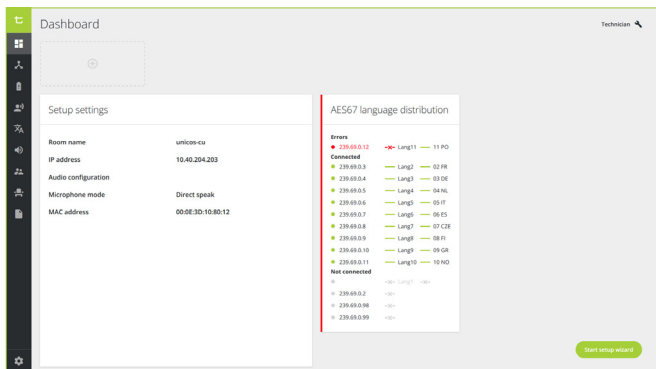 Dashboard
Technician
Setup settings
Room name unicos-cu
IP address 10.40.204.203
Audio configuration
Microphone mode Direct speak
MAC address 00:0E:3D:10:80:12
AES67 language distribution
Errors
239.69.0.12 Lang11 11 PO
Connected
239.69.0.3 Lang2 02 FR
239.69.0.4 Lang3 03 DE
239.69.0.5 Lang4 04 NL
239.69.0.6 Lang5 05 IT
239.69.0.7 Lang6 06 ES
239.69.0.8 Lang7 07 CZE
239.69.0.9 Lang8 08 FI
239.69.0.10 Lang9 09 GR
239.69.0.11 Lang10 10 NO
Not connected
Lang1
239.69.0.2
239.69.0.98
239.69.0.99
Start setup wizard